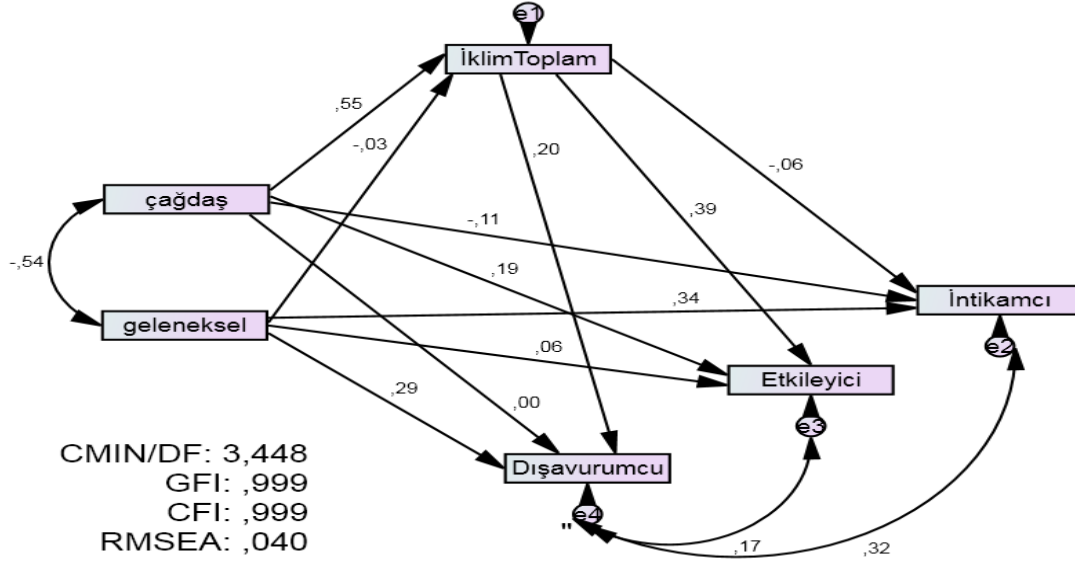 e1
İklimToplam
,55
-,03
,20
-,06
çağdaş
,39
-,11
-,54
,19
İntikamcı
,34
geleneksel
e2
,06
Etkileyici
,29
,00
e3
CMIN/DF: 3,448
Dışavurumcu
GFI: ,999
CFI: ,999
e4
"
RMSEA: ,040
,17
,32